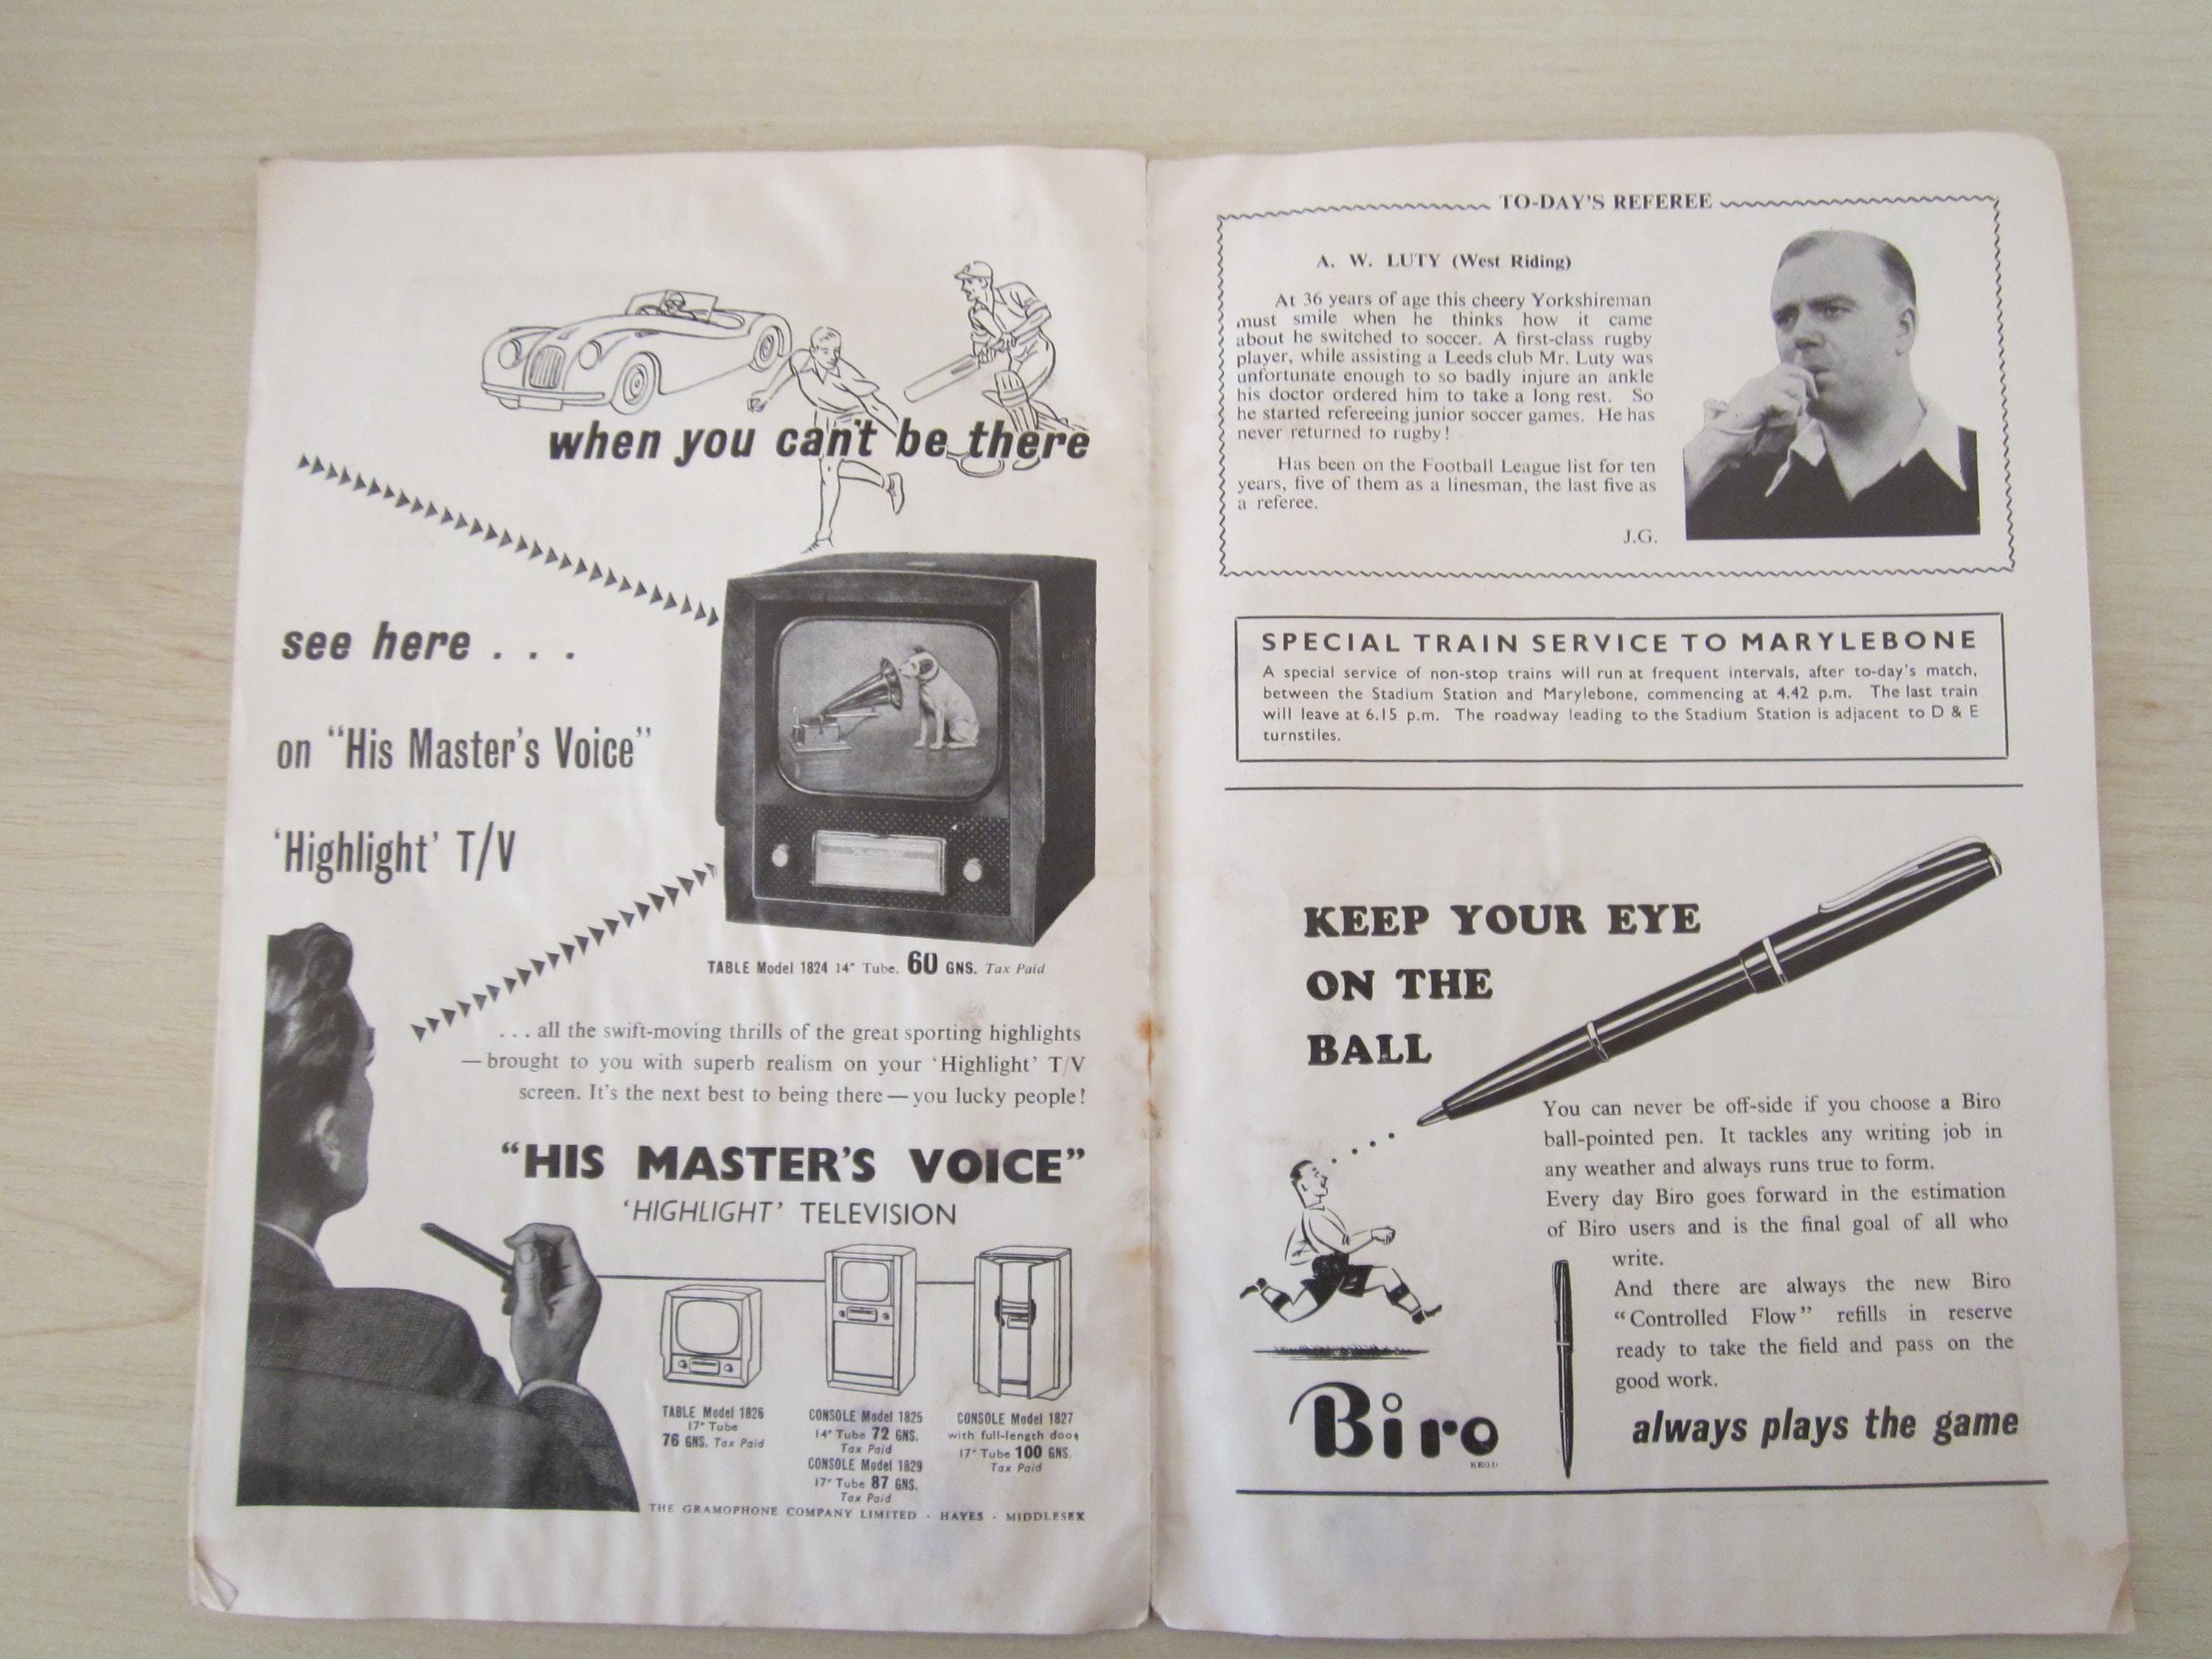 when you can't be there
see here . . .
on "His Master's Voice"
'Highlight' T/V
TABLE Model 1824 14" Tube. 60 GNS. Tax Paid
. . . all the swift-moving thrills of the great sporting highlights
— brought to you with superb realism on your 'Highlight' T/V
screen. It's the next best to being there — you lucky people!
"HIS MASTER'S VOICE"
'HIGHLIGHT' TELEVISION
TABLE Model 1826
17" Tube
76 GNS. Tax Paid
CONSOLE Model 1825
14" Tube 72 GNS.
Tax Paid
CONSOLE Model 1829
17" Tube 87 GNS.
Tax Paid
CONSOLE Model 1827
with full-length doors
17" Tube 100 GNS.
Tax Paid
THE GRAMOPHONE COMPANY LIMITED · HAYES · MIDDLESEX
TO-DAY'S REFEREE
A. W. LUTY (West Riding)
At 36 years of age this cheery Yorkshireman
must smile when he thinks how it came
about he switched to soccer. A first-class rugby
player, while assisting a Leeds club Mr. Luty was
unfortunate enough to so badly injure an ankle
his doctor ordered him to take a long rest. So
he started refereeing junior soccer games. He has
never returned to rugby!
Has been on the Football League list for ten
years, five of them as a linesman, the last five as
a referee.
J.G.
SPECIAL TRAIN SERVICE TO MARYLEBONE
A special service of non-stop trains will run at frequent intervals, after to-day's match,
between the Stadium Station and Marylebone, commencing at 4.42 p.m. The last train
will leave at 6.15 p.m. The roadway leading to the Stadium Station is adjacent to D & E
turnstiles.
KEEP YOUR EYE
ON THE
BALL
You can never be off-side if you choose a Biro
ball-pointed pen. It tackles any writing job in
any weather and always runs true to form.
Every day Biro goes forward in the estimation
of Biro users and is the final goal of all who
write.
And there are always the new Biro
"Controlled Flow" refills in reserve
ready to take the field and pass on the
good work.
Biro
REGD
always plays the game